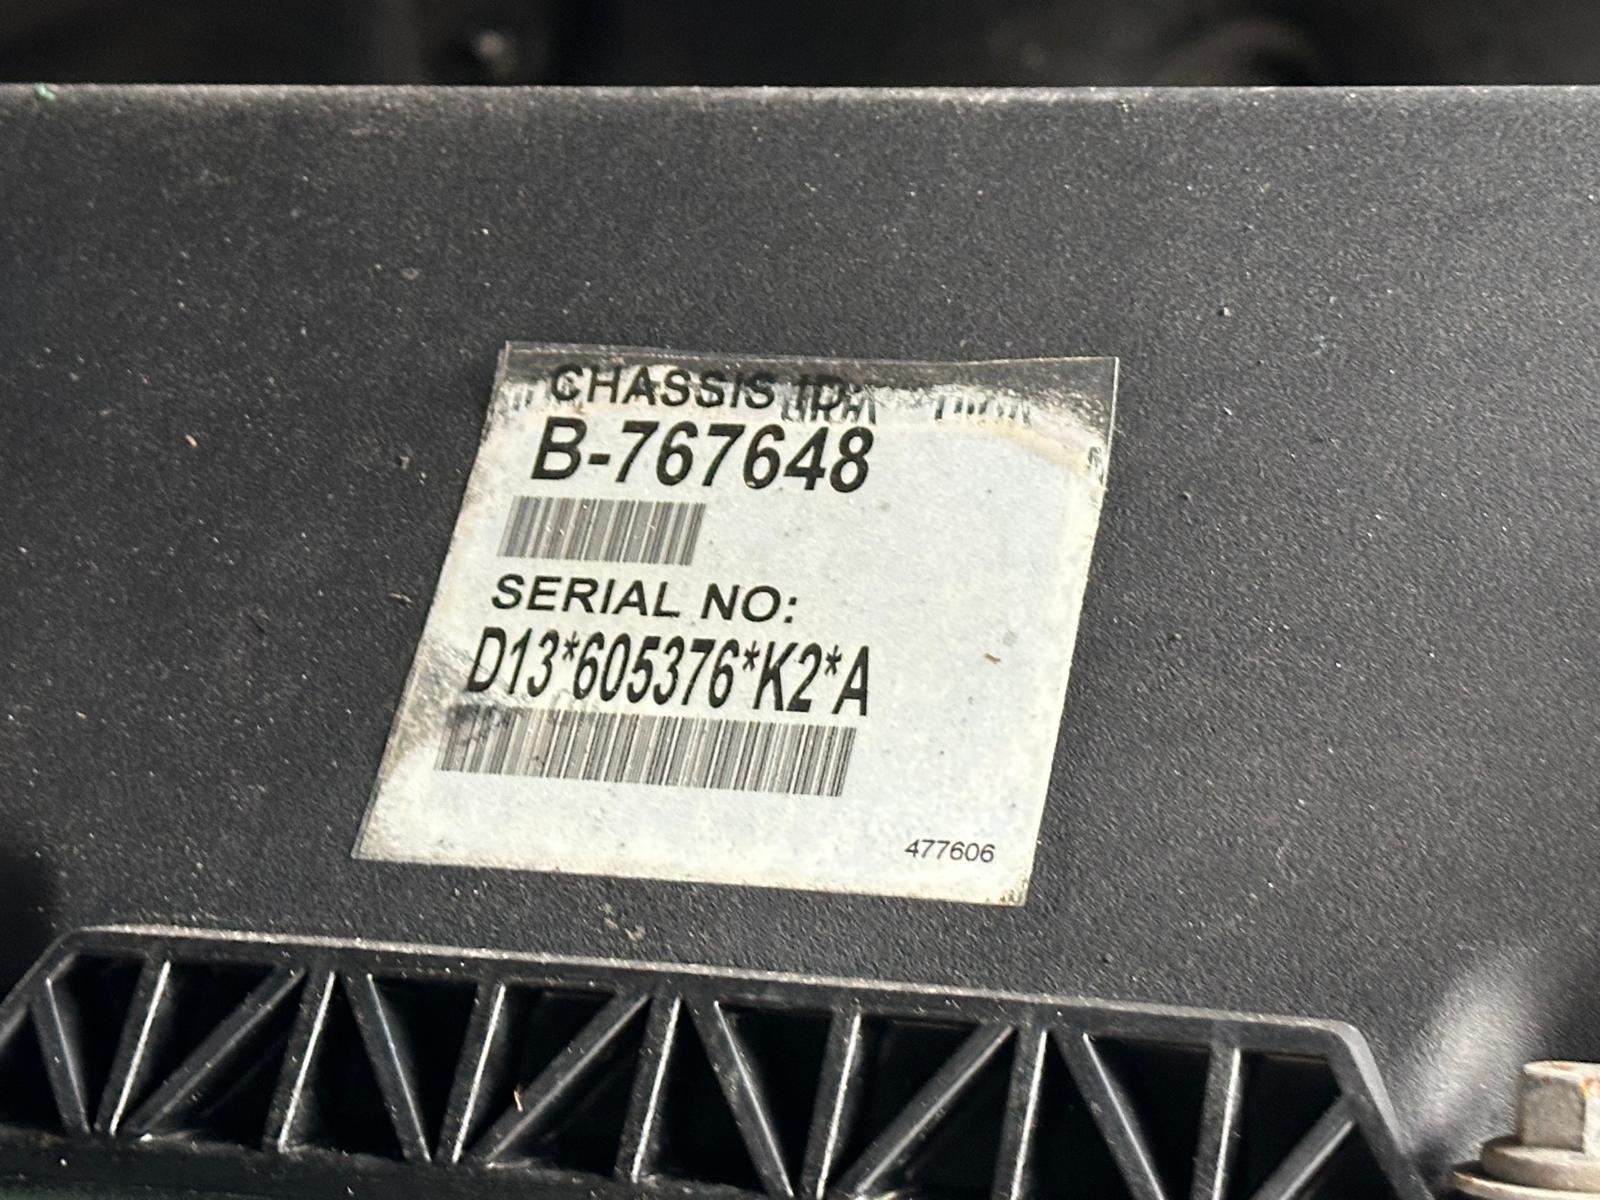 CHASSIS ID:
B-767648
SERIAL NO:
D13*605376*K2*A
477606